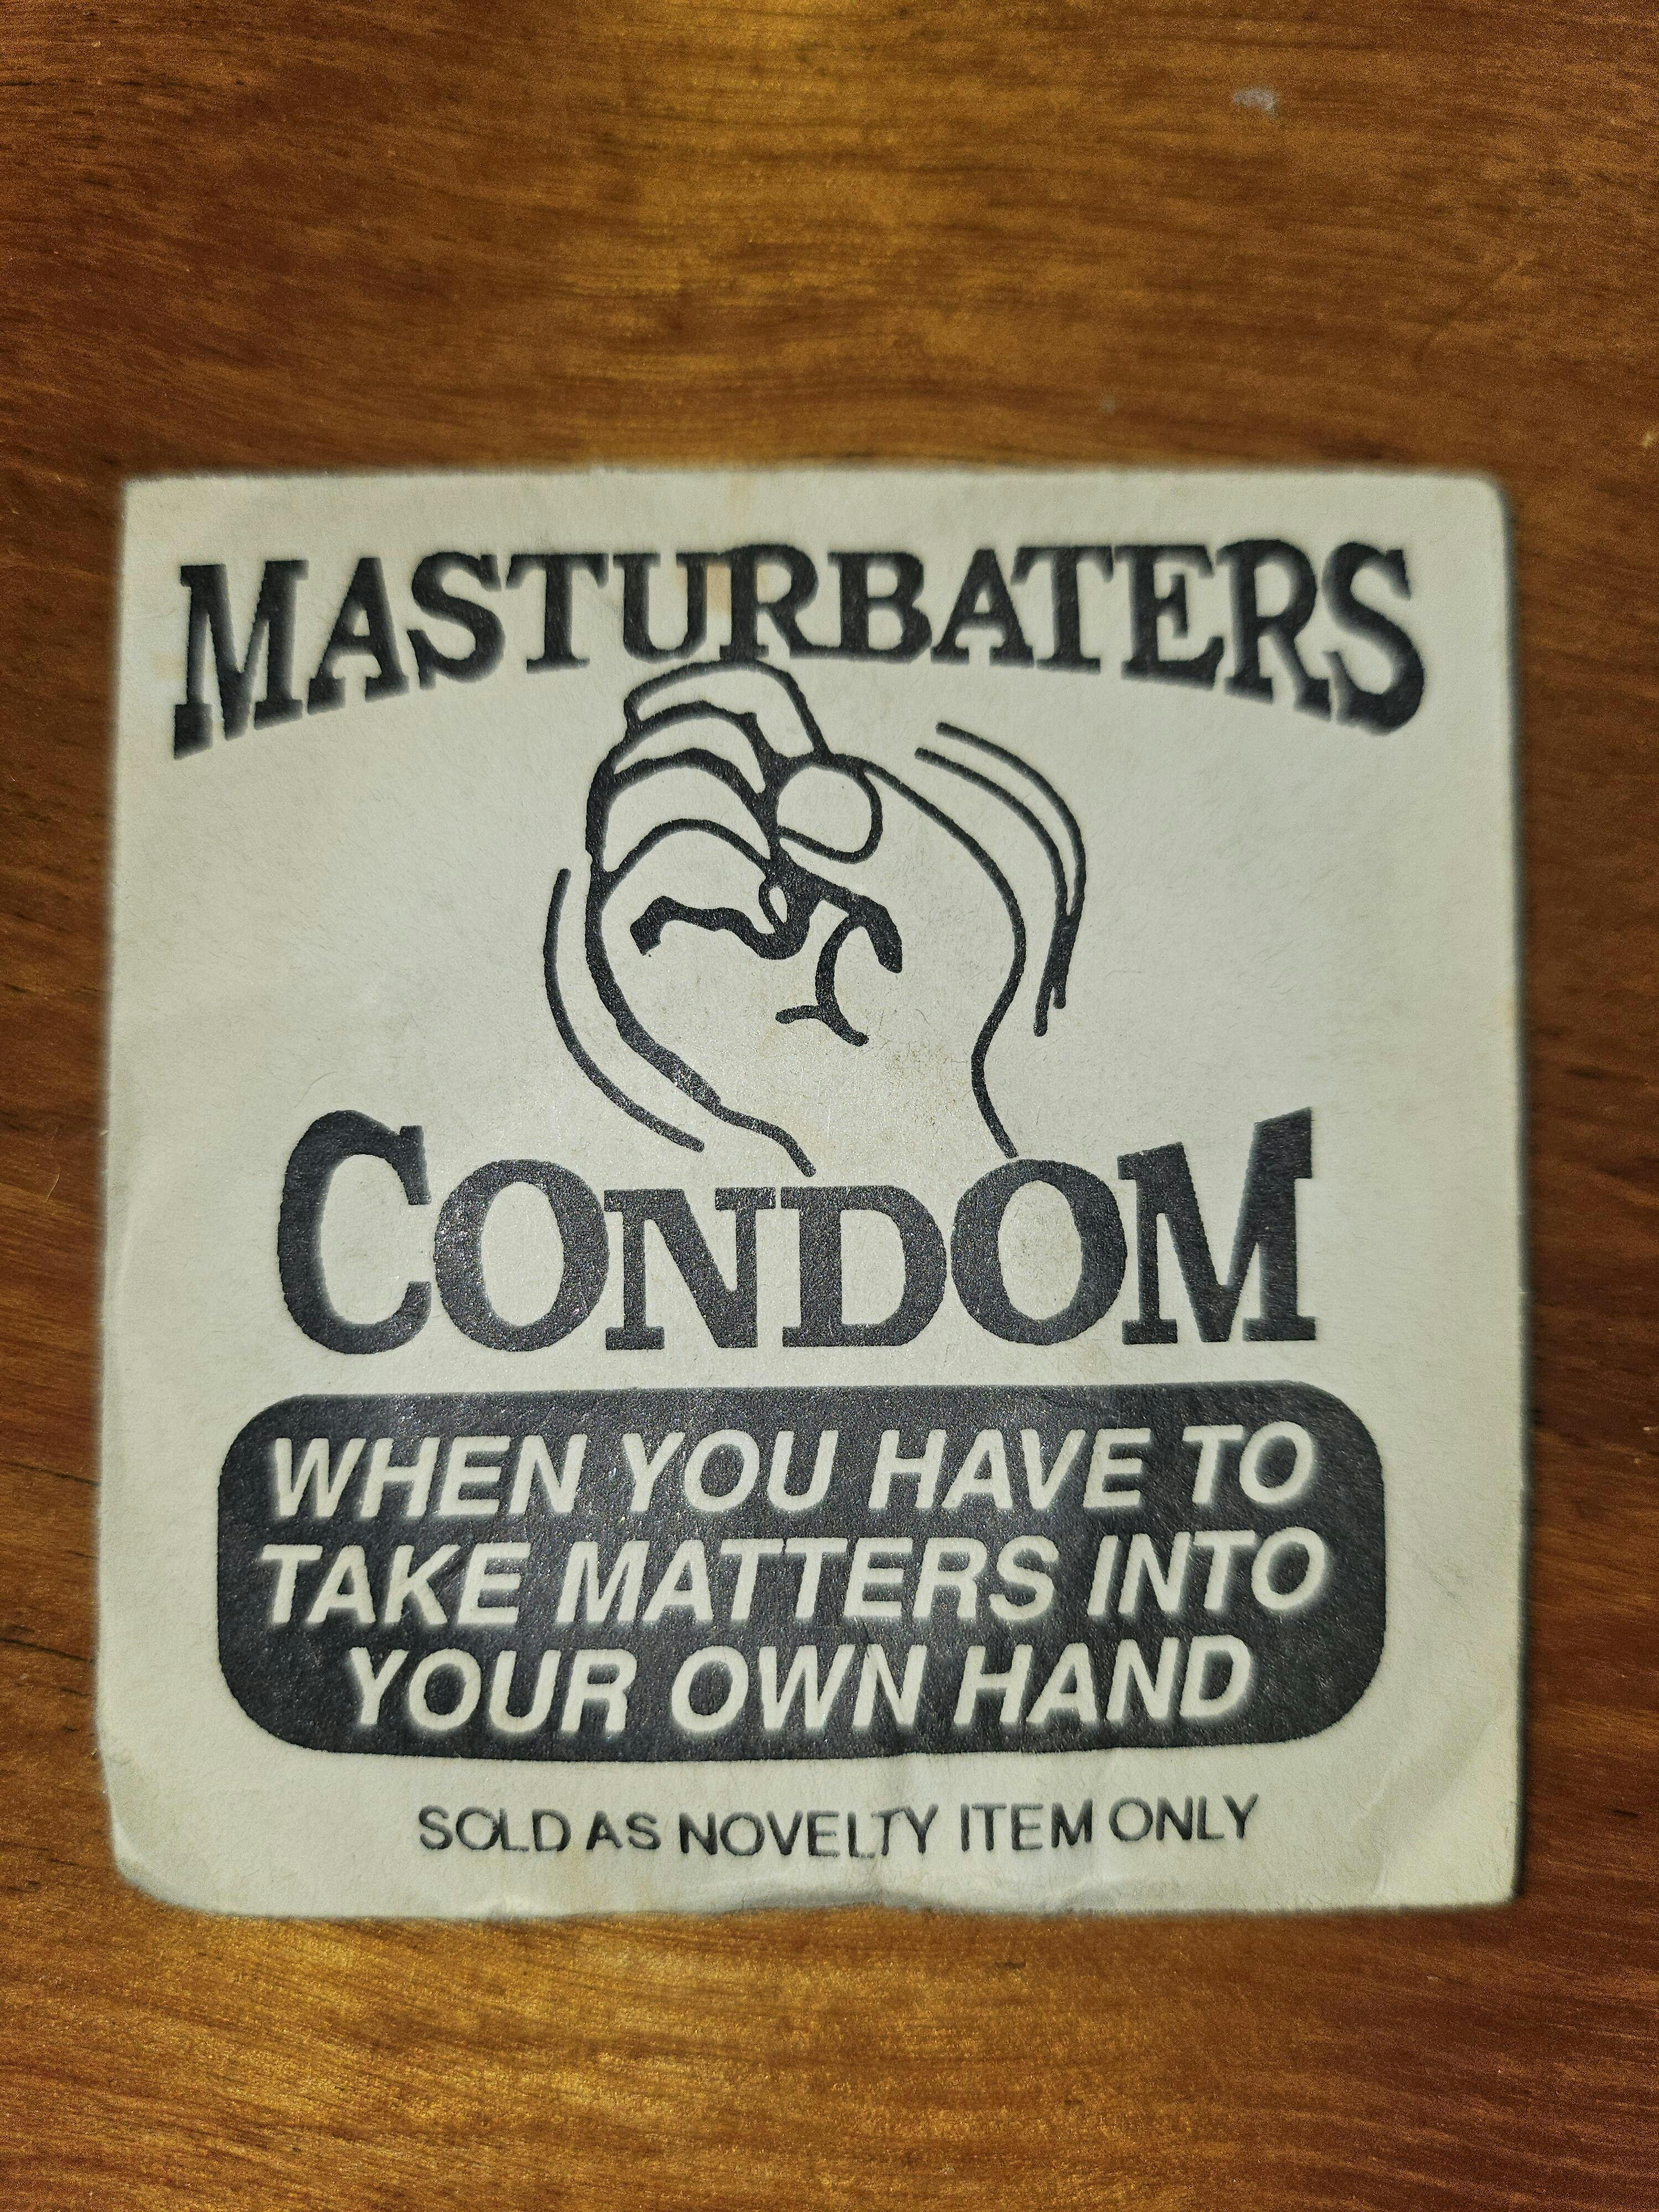 MASTURBATERS
CONDOM
WHEN YOU HAVE TO
TAKE MATTERS INTO
YOUR OWN HAND
SOLD AS NOVELTY ITEM ONLY